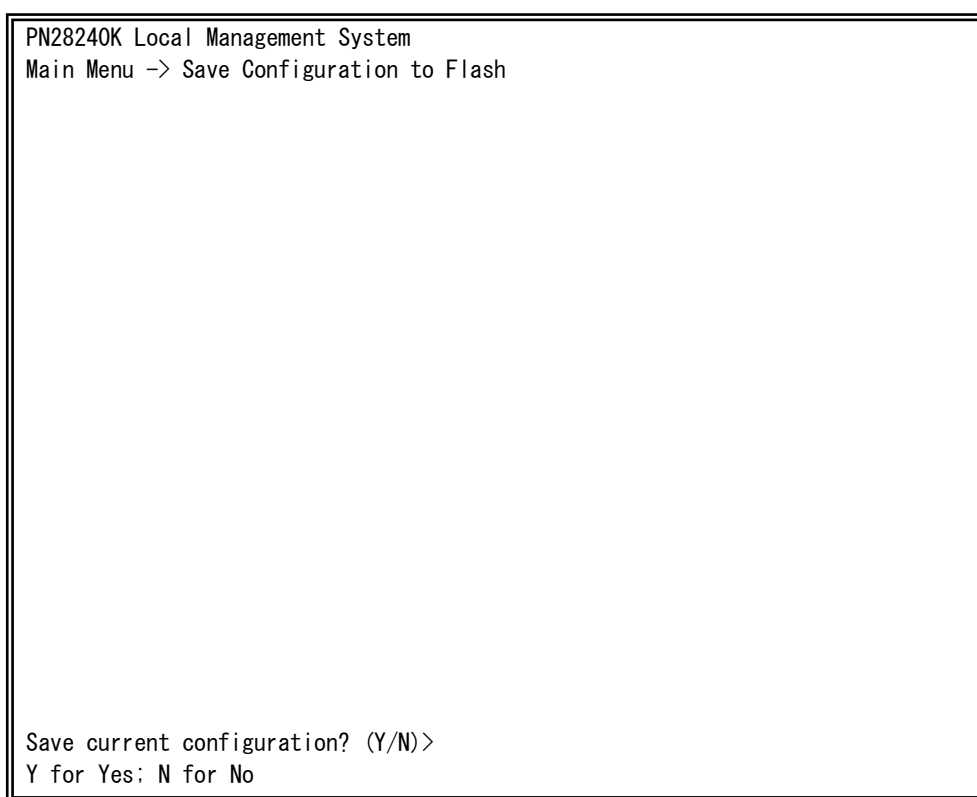 PN28240K Local Management System
Main Menu -> Save Configuration to Flash
Save current configuration? (Y/N)>
Y for Yes; N for No